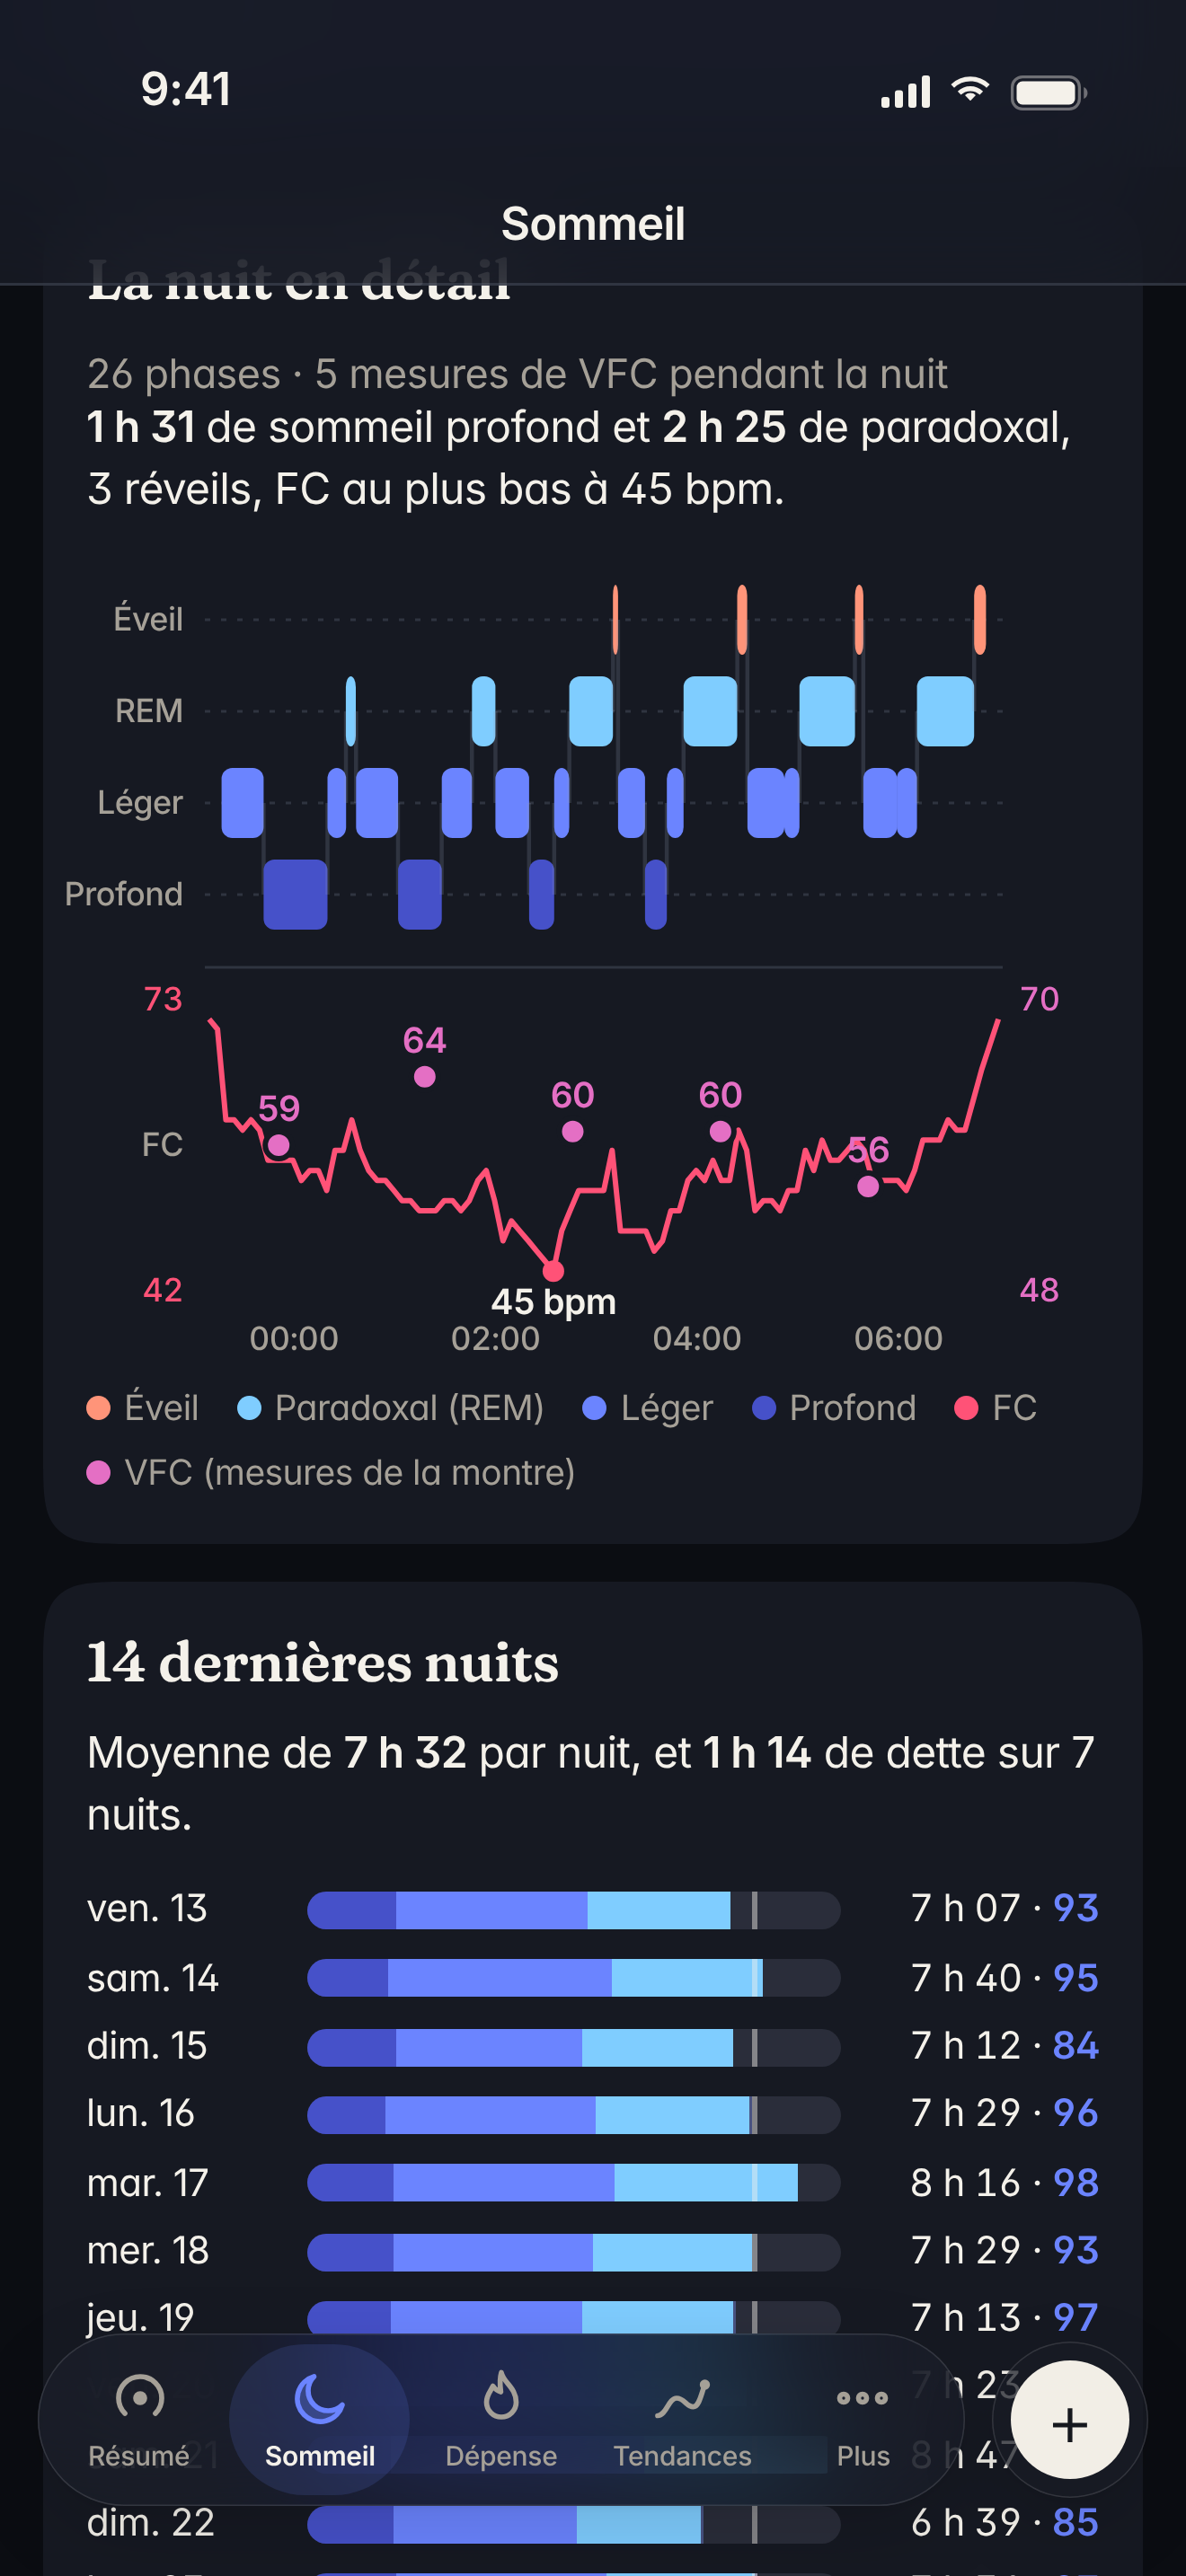 9:41
Sommeil
La nuit en détail
26 phases · 5 mesures de VFC pendant la nuit
1 h 31 de sommeil profond et 2 h 25 de paradoxal,
3 réveils, FC au plus bas à 45 bpm.
Éveil
REM
Léger
Profond
73
70
64
60
60
59
FC
56
42
48
45 bpm
00:00 02:00 04:00 06:00
Éveil Paradoxal (REM) Léger Profond FC
VFC (mesures de la montre)
14 dernières nuits
Moyenne de 7 h 32 par nuit, et 1 h 14 de dette sur 7
nuits.
ven. 13 7 h 07 · 93
sam. 14 7 h 40 · 95
dim. 15 7 h 12 · 84
lun. 16 7 h 29 · 96
mar. 17 8 h 16 · 98
mer. 18 7 h 29 · 93
jeu. 19 7 h 13 · 97
7 h 23
21 8 h 47
Résumé Sommeil Dépense Tendances Plus
dim. 22 6 h 39 · 85